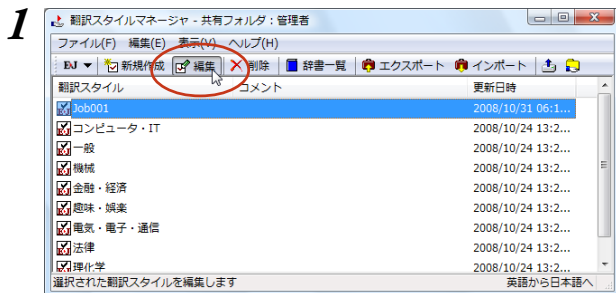 1
翻訳スタイルマネージャ - 共有フォルダ : 管理者
ファイル(F) 編集(E) 表示(V) ヘルプ(H)
EJ ▼ 新規作成 編集 削除 辞書一覧 エクスポート インポート
翻訳スタイル コメント 更新日時
Job001 2008/10/31 06:1...
コンピュータ・IT 2008/10/24 13:2...
一般 2008/10/24 13:2...
機械 2008/10/24 13:2...
金融・経済 2008/10/24 13:2...
趣味・娯楽 2008/10/24 13:2...
電気・電子・通信 2008/10/24 13:2...
法律 2008/10/24 13:2...
理化学 2008/10/24 13:2...
選択された翻訳スタイルを編集します 英語から日本語へ